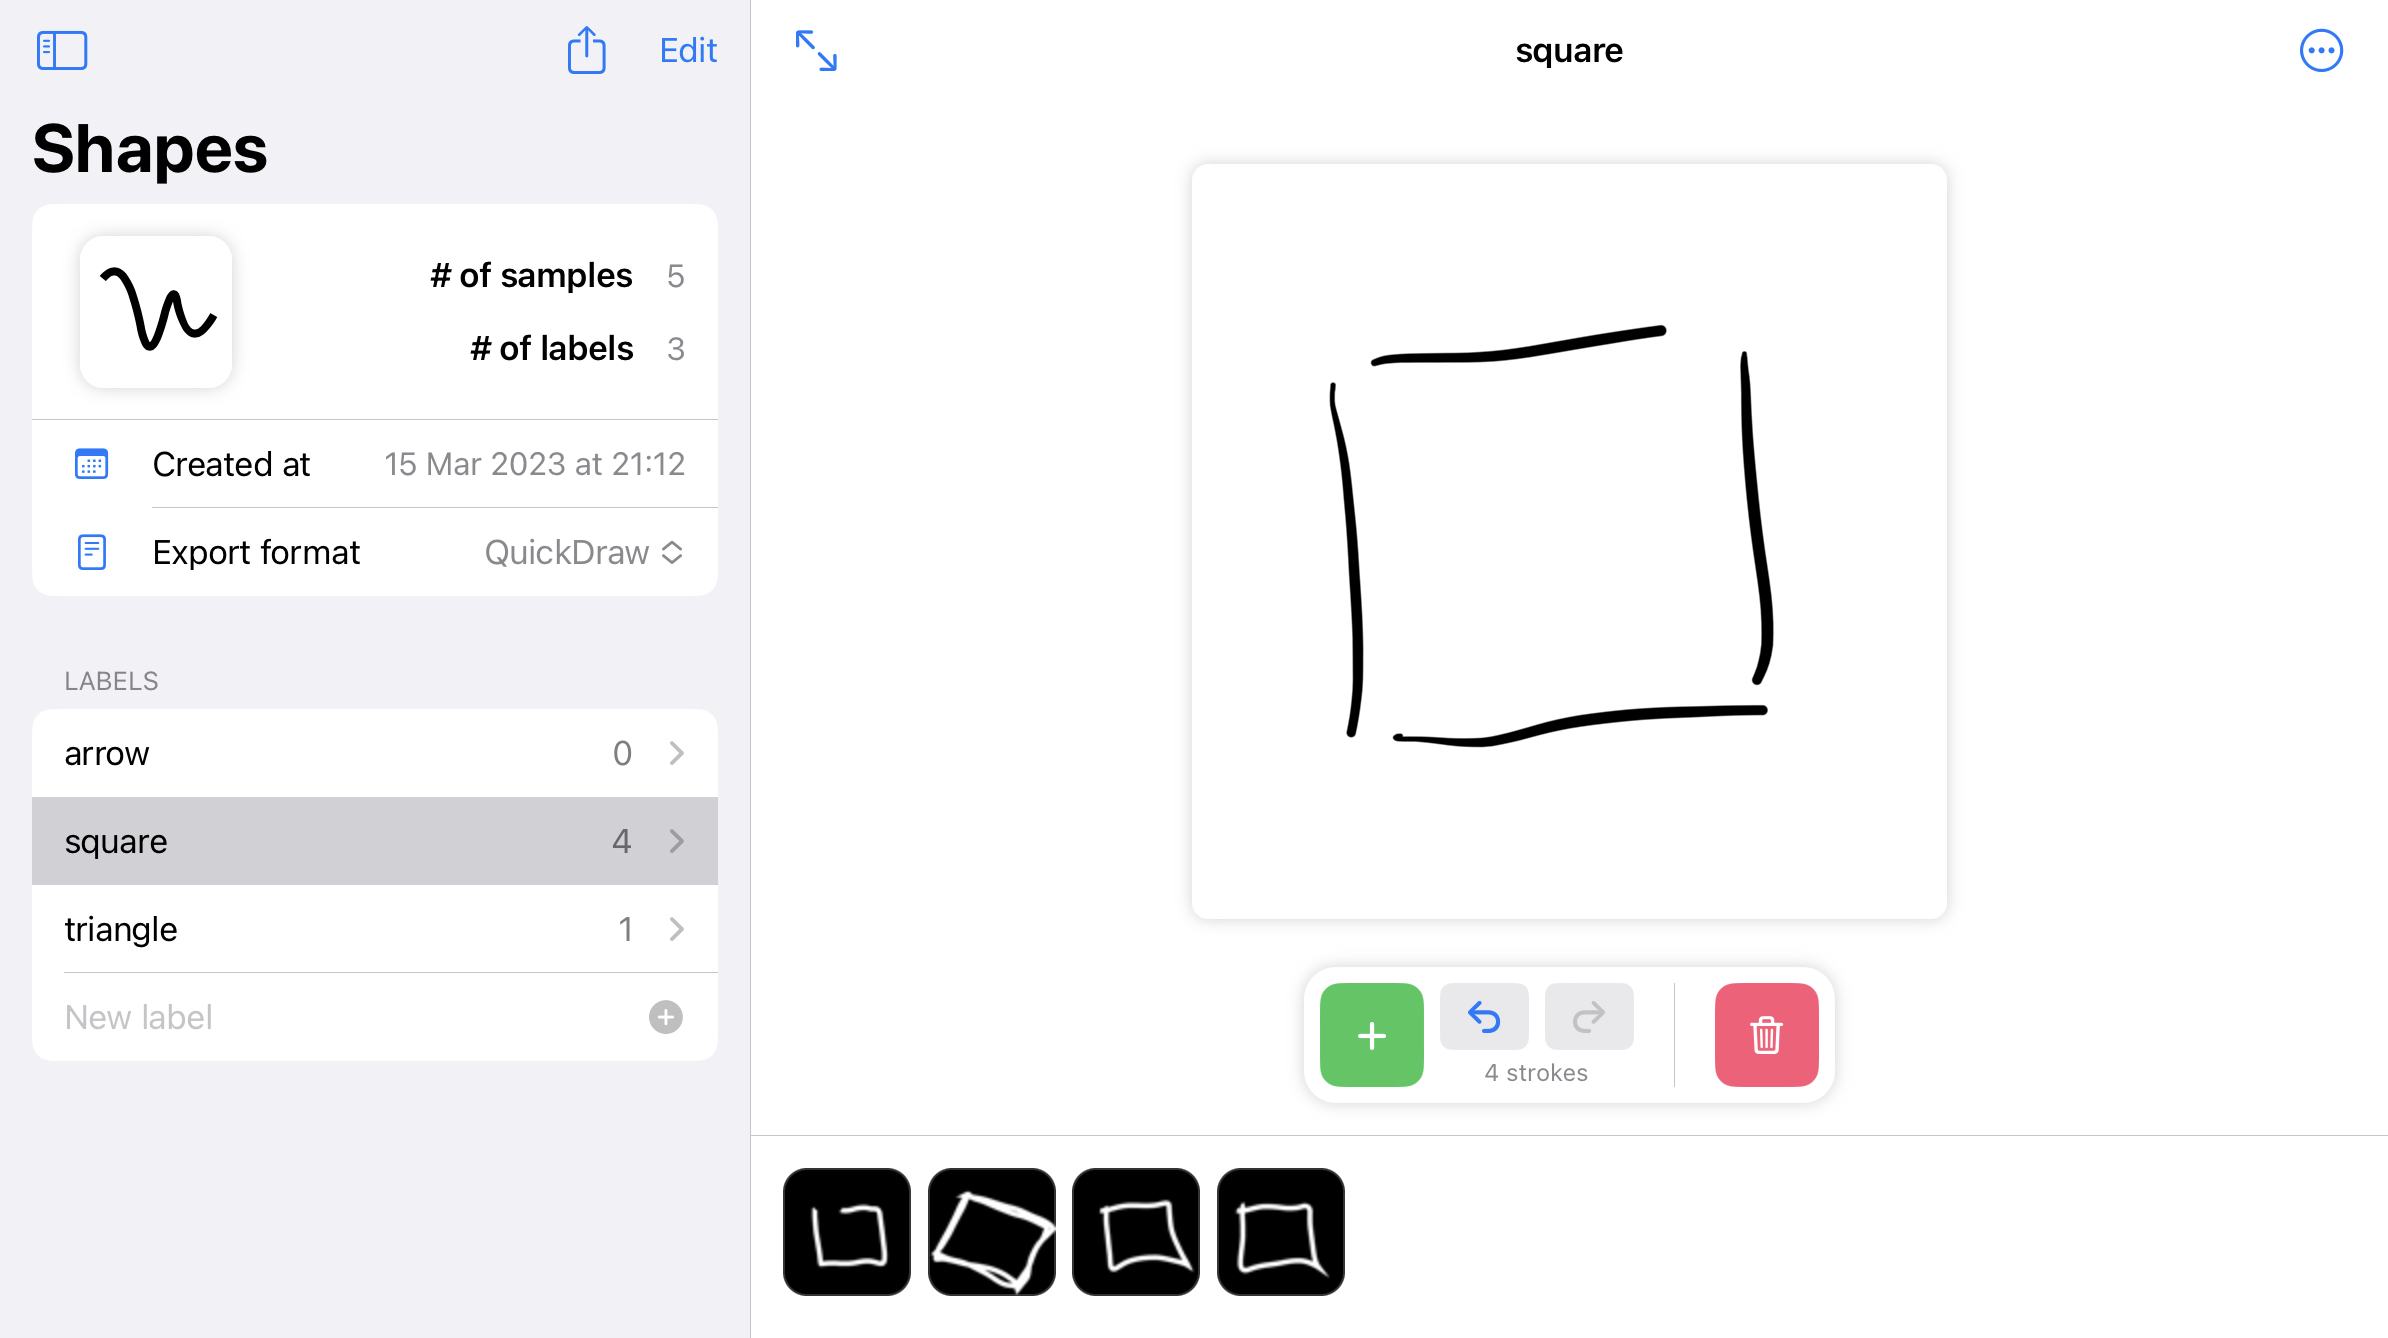 Edit
Shapes
# of samples 5
# of labels 3
Created at 15 Mar 2023 at 21:12
Export format QuickDraw
LABELS
arrow 0
square 4
triangle 1
New label
square
4 strokes